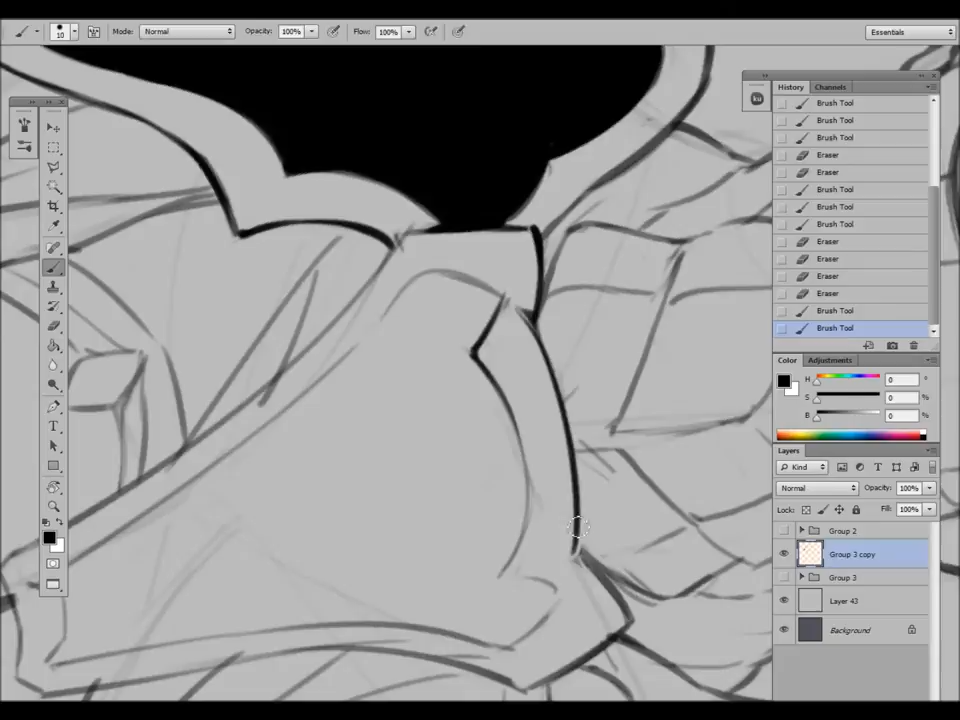 10 Mode: Normal Opacity: 100% Flow: 100% Essentials
History Channels
ku
Brush Tool
Brush Tool
Brush Tool
Eraser
Eraser
Brush Tool
Brush Tool
Brush Tool
Eraser
Eraser
Eraser
Eraser
Brush Tool
Brush Tool
Color Adjustments
H 0 °
S 0 %
B 0 %
Layers
Kind T
Normal Opacity: 100%
Lock: Fill: 100%
Group 2
Group 3 copy
Group 3
Layer 43
Background
T